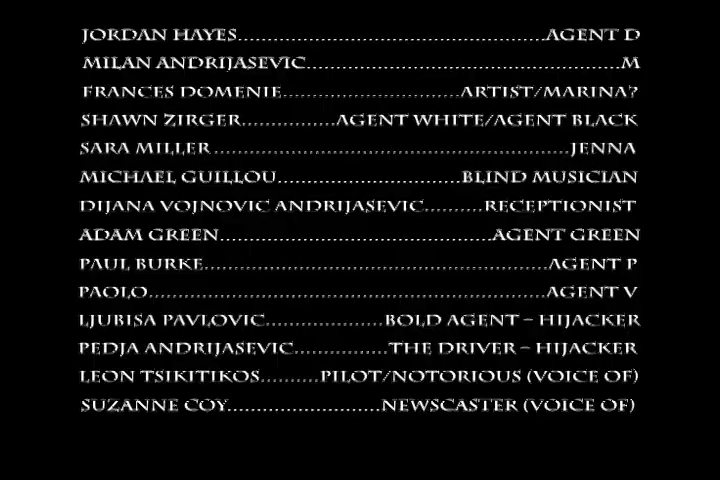 JORDAN HAYES............................................AGENT D
MILAN ANDRIJASEVIC.............................................M
FRANCES DOMENIE.........................ARTIST/MARINA?
SHAWN ZIRGER................AGENT WHITE/AGENT BLACK
SARA MILLER..................................................JENNA
MICHAEL GUILLOU..........................BLIND MUSICIAN
DIJANA VOJNOVIC ANDRIJASEVIC..........RECEPTIONIST
ADAM GREEN.......................................AGENT GREEN
PAUL BURKE.................................................AGENT P
PAOLO.........................................................AGENT V
LJUBISA PAVLOVIC....................BOLD AGENT – HIJACKER
PEDJA ANDRIJASEVIC................THE DRIVER – HIJACKER
LEON TSIKITIKOS..........PILOT/NOTORIOUS (VOICE OF)
SUZANNE COY..........................NEWSCASTER (VOICE OF)